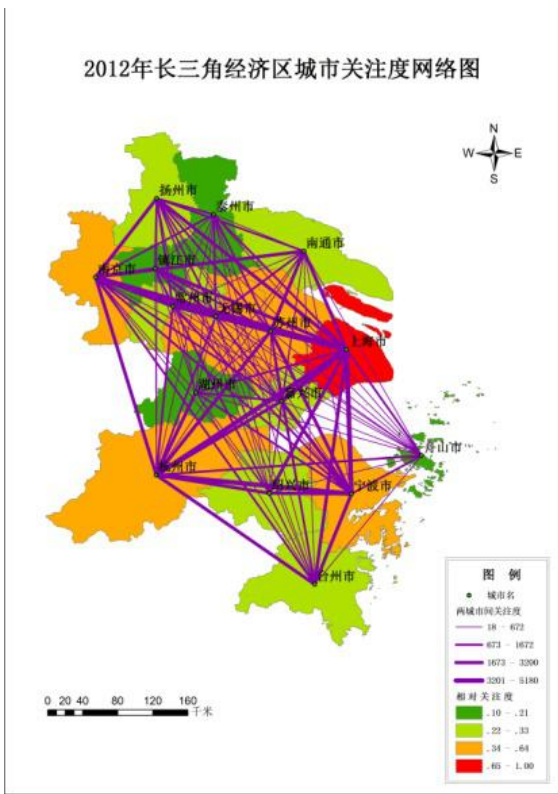 2012年长三角经济区城市关注度网络图
N
W E
S
扬州市
泰州市
南通市
镇江市
南京市
常州市
无锡市
苏州市
上海市
湖州市
嘉兴市
杭州市
舟山市
绍兴市
宁波市
台州市
图 例
城市名
两城市间关注度
18 - 672
673 - 1672
1673 - 3200
3201 - 5180
相对关注度
.10 - .21
.22 - .33
.34 - .64
.65 - 1.00
0 20 40 80 120 160
千米